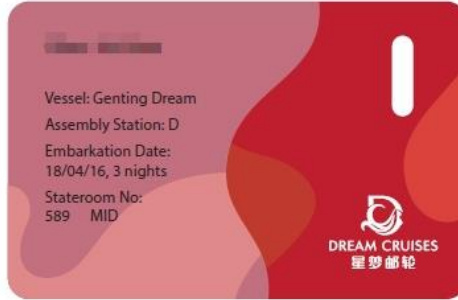 Vessel: Genting Dream
Assembly Station: D
Embarkation Date:
18/04/16, 3 nights
Stateroom No:
589 MID
DREAM CRUISES
星梦邮轮